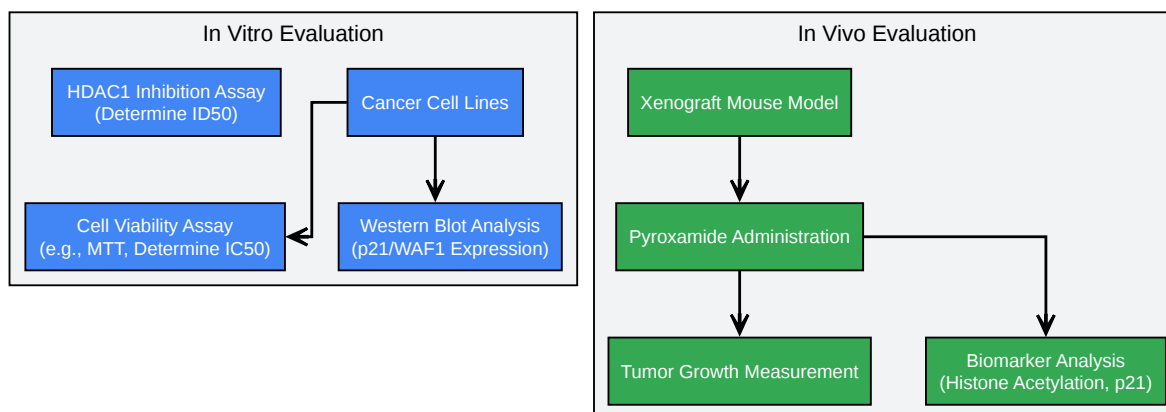 In Vitro Evaluation
HDAC1 Inhibition Assay
(Determine ID50)
Cancer Cell Lines
Cell Viability Assay
(e.g., MTT, Determine IC50)
Western Blot Analysis
(p21/WAF1 Expression)
In Vivo Evaluation
Xenograft Mouse Model
Pyroxamide Administration
Tumor Growth Measurement
Biomarker Analysis
(Histone Acetylation, p21)